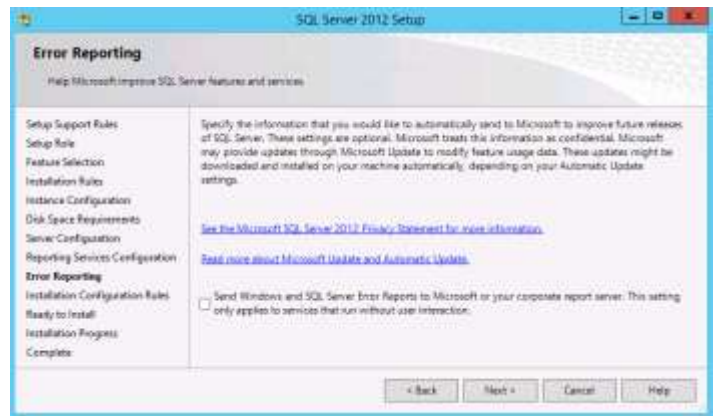 SQL Server 2012 Setup
Error Reporting
Help Microsoft improve SQL Server features and services.
Setup Support Rules
Setup Role
Feature Selection
Installation Rules
Instance Configuration
Disk Space Requirements
Server Configuration
Reporting Services Configuration
Error Reporting
Installation Configuration Rules
Ready to Install
Installation Progress
Complete
Specify the information that you would like to automatically send to Microsoft to improve future releases
of SQL Server. These settings are optional. Microsoft treats this information as confidential. Microsoft
may provide updates through Microsoft Update to modify feature usage data. These updates might be
downloaded and installed on your machine automatically, depending on your Automatic Update
settings.
See the Microsoft SQL Server 2012 Privacy Statement for more information.
Read more about Microsoft Update and Automatic Update.
Send Windows and SQL Server Error Reports to Microsoft or your corporate report server. This setting
only applies to services that run without user interaction.
< Back
Next >
Cancel
Help